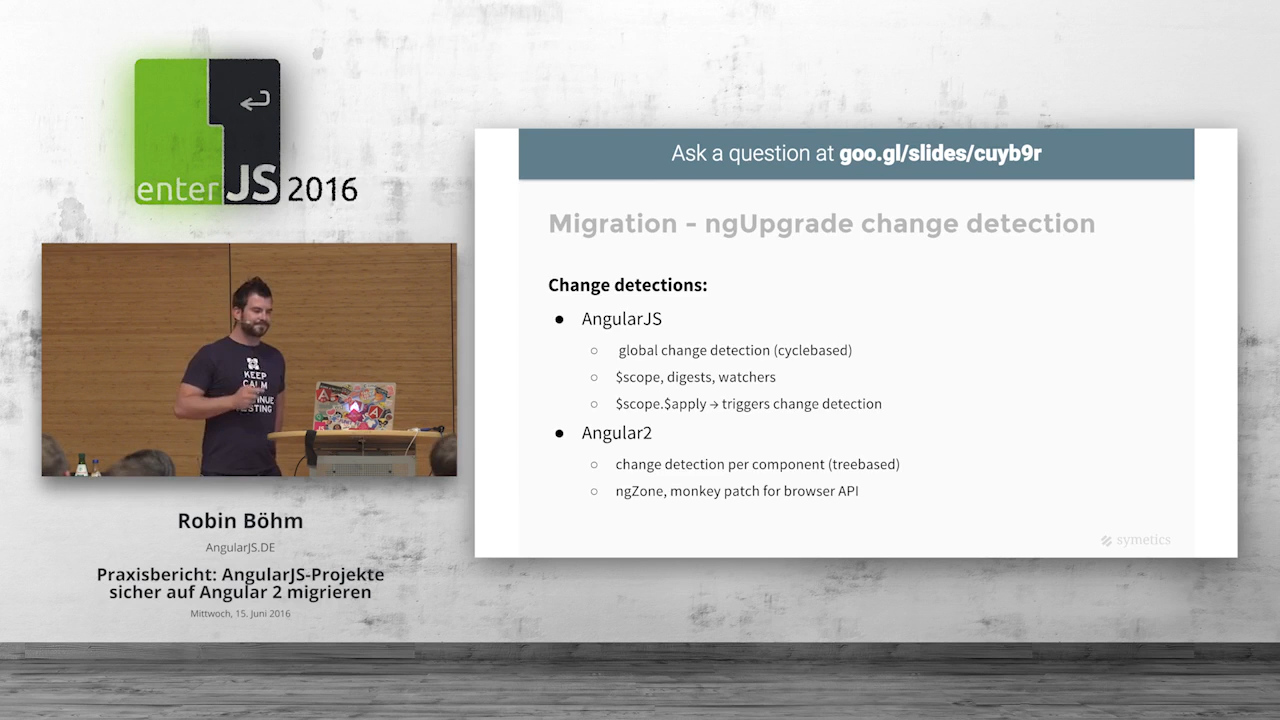 enterJS 2016
KEEP
CALM
Robin Böhm
AngularJS.DE
Praxisbericht: AngularJS-Projekte
sicher auf Angular 2 migrieren
Mittwoch, 15. Juni 2016
Ask a question at goo.gl/slides/cuyb9r
Migration - ngUpgrade change detection
Change detections:
● AngularJS
○ global change detection (cyclebased)
○ $scope, digests, watchers
○ $scope.$apply → triggers change detection
● Angular2
○ change detection per component (treebased)
○ ngZone, monkey patch for browser API
symetics